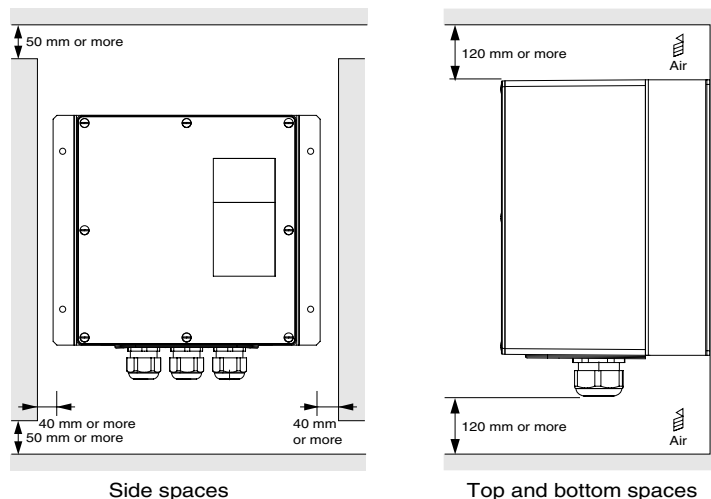 50 mm or more
120 mm or more
Air
40 mm or more
50 mm or more
40 mm
or more
120 mm or more
Air
Side spaces
Top and bottom spaces